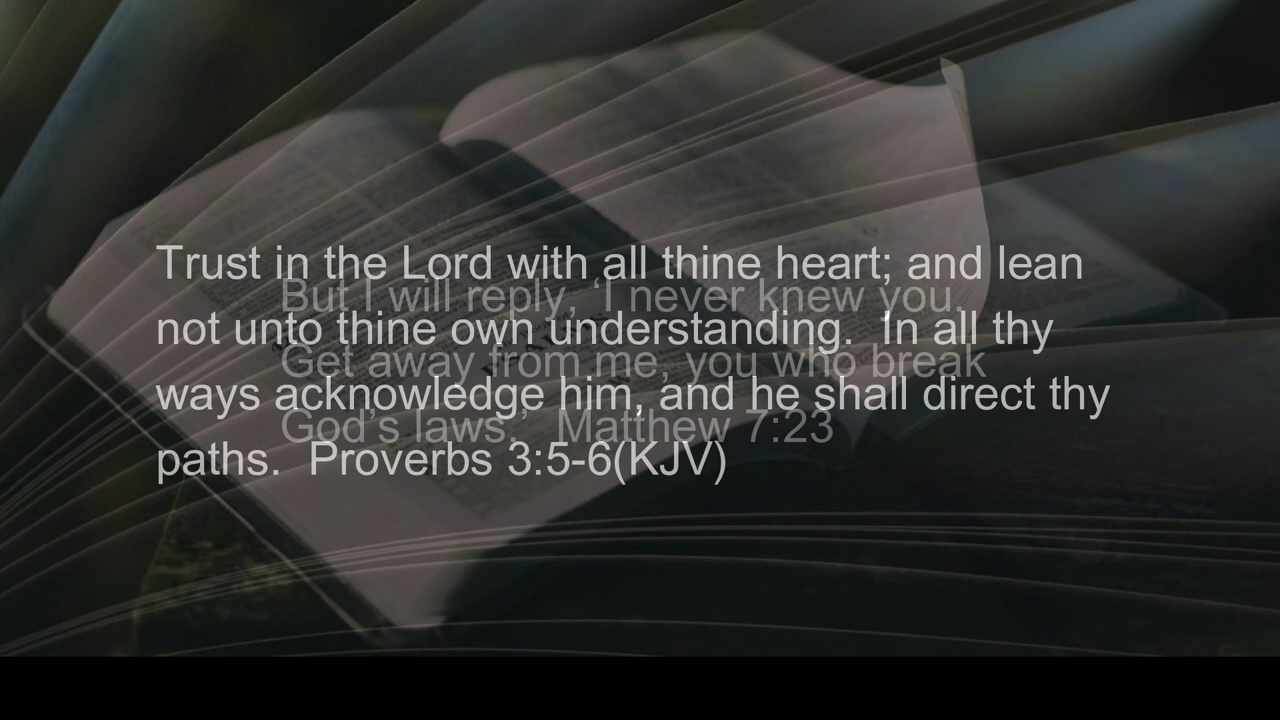 Trust in the Lord with all thine heart; and lean
not unto thine own understanding.  In all thy
ways acknowledge him, and he shall direct thy
paths.  Proverbs 3:5-6(KJV)
But I will reply, ‘I never knew you.
Get away from me, you who break
God’s laws.’  Matthew 7:23